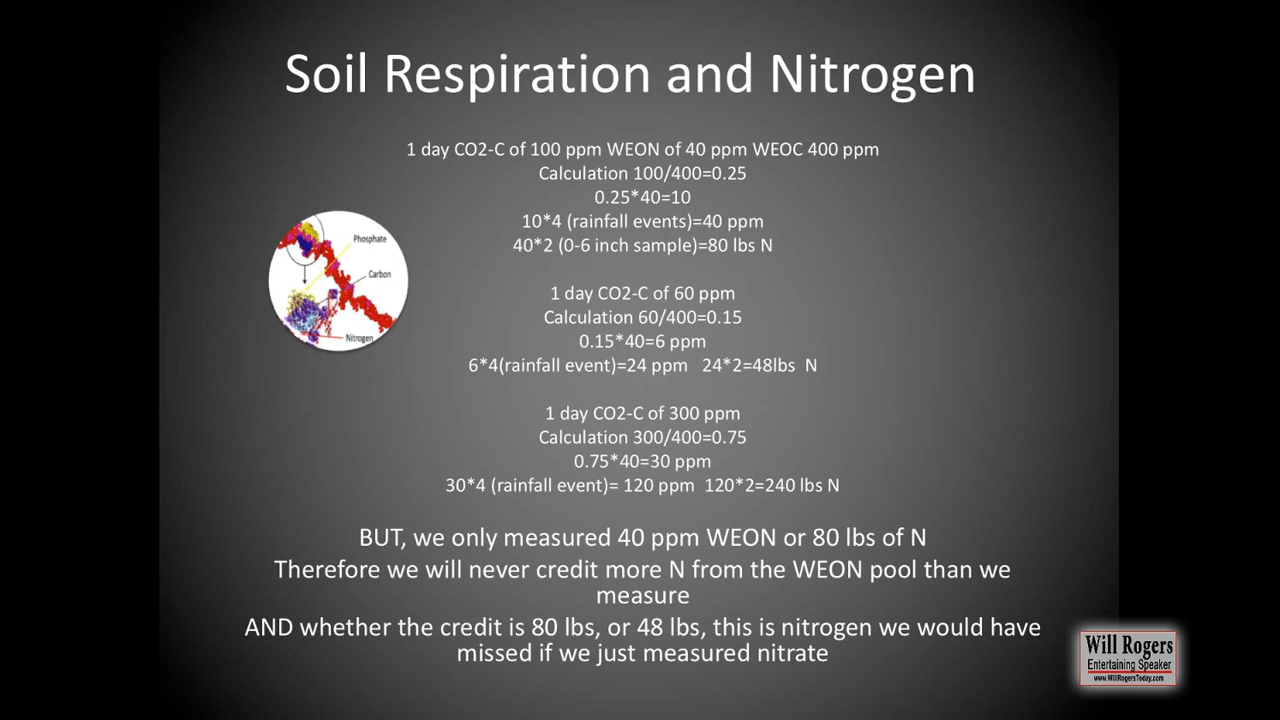 Soil Respiration and Nitrogen
1 day CO2-C of 100 ppm WEON of 40 ppm WEOC 400 ppm
Calculation 100/400=0.25
0.25*40=10
10*4 (rainfall events)=40 ppm
40*2 (0-6 inch sample)=80 lbs N
Phosphate
Carbon
Nitrogen
1 day CO2-C of 60 ppm
Calculation 60/400=0.15
0.15*40=6 ppm
6*4(rainfall event)=24 ppm 24*2=48lbs N
1 day CO2-C of 300 ppm
Calculation 300/400=0.75
0.75*40=30 ppm
30*4 (rainfall event)= 120 ppm 120*2=240 lbs N
BUT, we only measured 40 ppm WEON or 80 lbs of N
Therefore we will never credit more N from the WEON pool than we
measure
AND whether the credit is 80 lbs, or 48 lbs, this is nitrogen we would have
missed if we just measured nitrate
Will Rogers
Entertaining Speaker
www.WillRogersToday.com